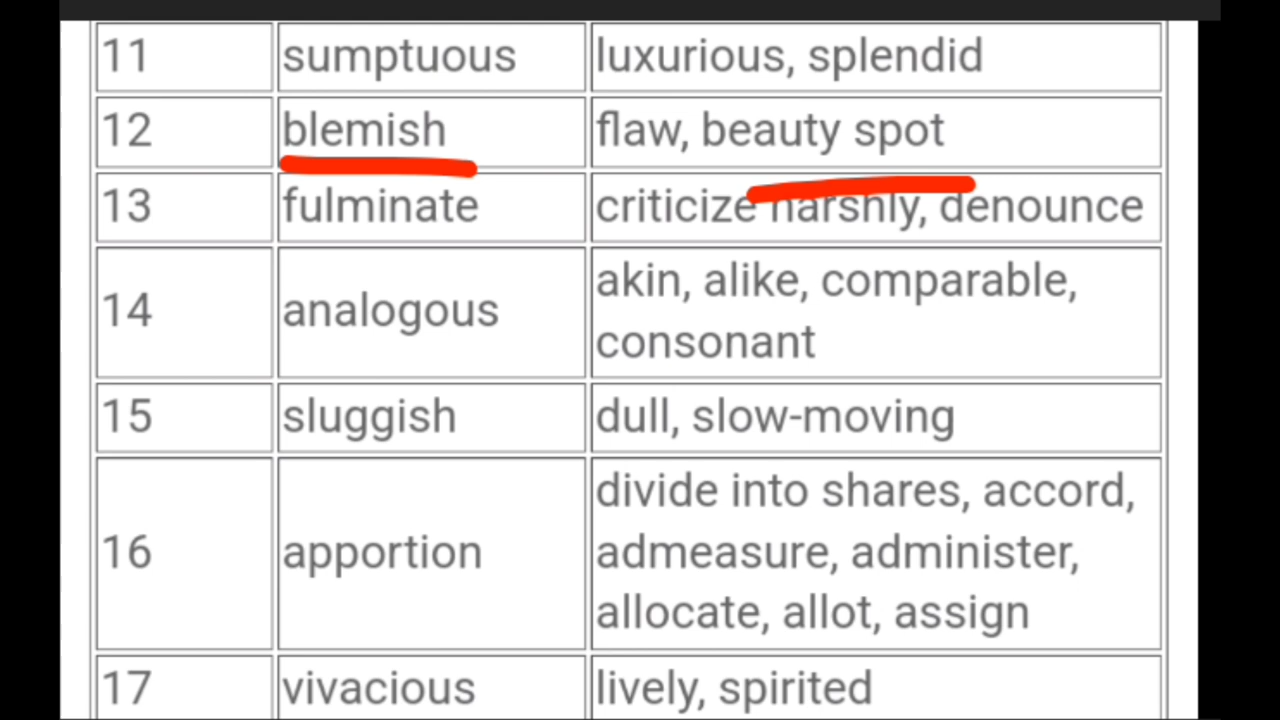 11 sumptuous luxurious, splendid
12 blemish flaw, beauty spot
13 fulminate criticize harshly, denounce
14 analogous akin, alike, comparable,
consonant
15 sluggish dull, slow-moving
16 apportion divide into shares, accord,
admeasure, administer,
allocate, allot, assign
17 vivacious lively, spirited